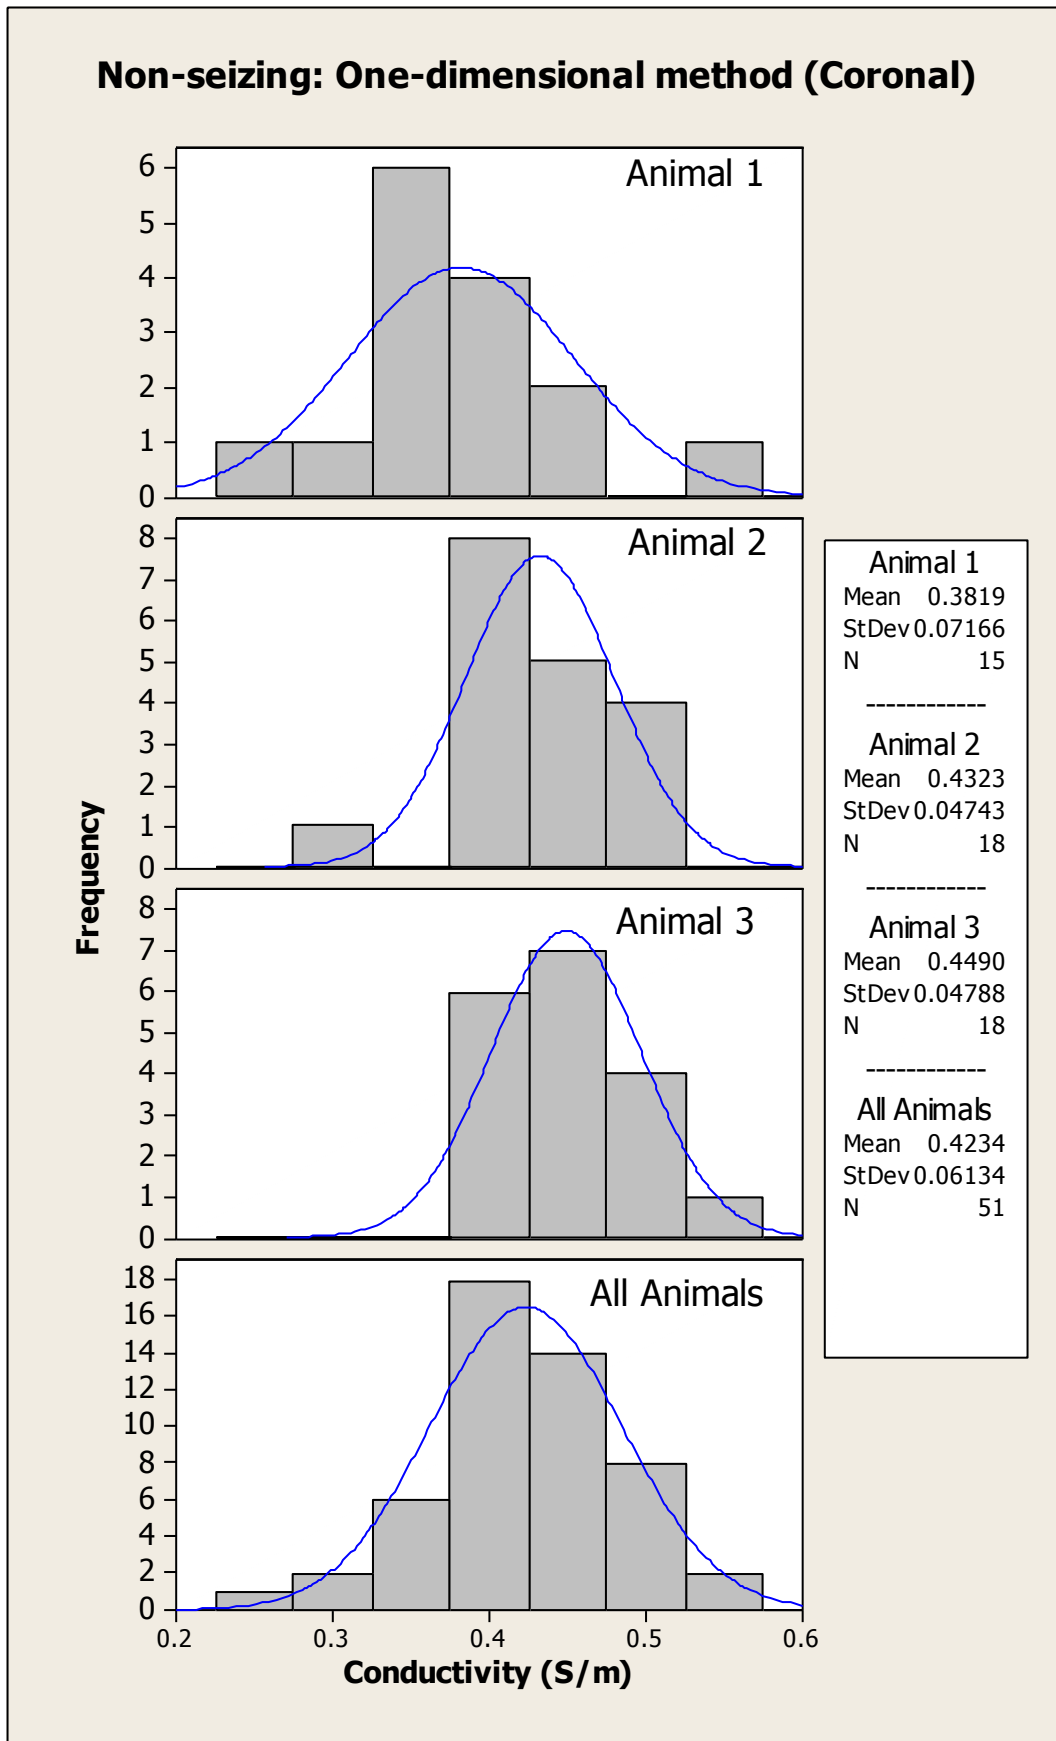 Non-seizing: One-dimensional method (Coronal)
Animal 1
6
5
4
3
2
1
0
Animal 2
8
7
6
5
4
3
2
1
0
Frequency
Animal 3
8
7
6
5
4
3
2
1
0
All Animals
18
16
14
12
10
8
6
4
2
0
0.2 0.3 0.4 0.5 0.6
Conductivity (S/m)
Animal 1
Mean 0.3819
StDev 0.07166
N 15
------------
Animal 2
Mean 0.4323
StDev 0.04743
N 18
------------
Animal 3
Mean 0.4490
StDev 0.04788
N 18
------------
All Animals
Mean 0.4234
StDev 0.06134
N 51